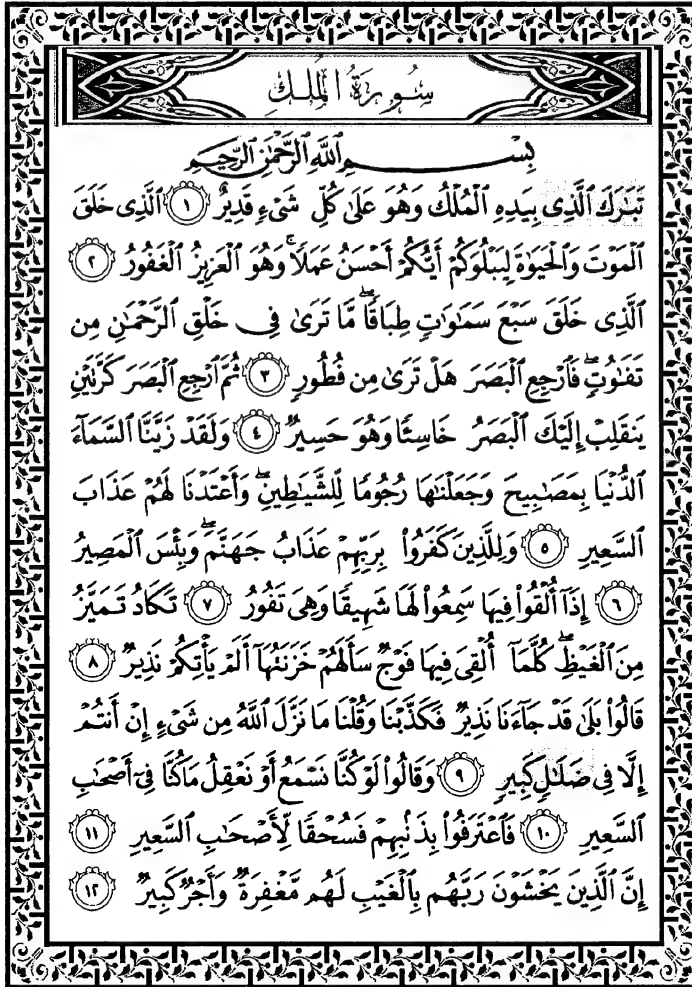 سُورَةُ الْمُلْكِ
بِسْمِ ٱللَّهِ ٱلرَّحْمَٰنِ ٱلرَّحِيمِ
تَبَٰرَكَ ٱلَّذِى بِيَدِهِ ٱلْمُلْكُ وَهُوَ عَلَىٰ كُلِّ شَىْءٍ قَدِيرٌ ١ ٱلَّذِى خَلَقَ
ٱلْمَوْتَ وَٱلْحَيَوٰةَ لِيَبْلُوَكُمْ أَيُّكُمْ أَحْسَنُ عَمَلًا ۚ وَهُوَ ٱلْعَزِيزُ ٱلْغَفُورُ ٢
ٱلَّذِى خَلَقَ سَبْعَ سَمَٰوَٰتٍ طِبَاقًا ۖ مَّا تَرَىٰ فِى خَلْقِ ٱلرَّحْمَٰنِ مِن
تَفَٰوُتٍ ۖ فَٱرْجِعِ ٱلْبَصَرَ هَلْ تَرَىٰ مِن فُطُورٍ ٣ ثُمَّ ٱرْجِعِ ٱلْبَصَرَ كَرَّتَيْنِ
يَنقَلِبْ إِلَيْكَ ٱلْبَصَرُ خَاسِئًا وَهُوَ حَسِيرٌ ٤ وَلَقَدْ زَيَّنَّا ٱلسَّمَآءَ
ٱلدُّنْيَا بِمَصَٰبِيحَ وَجَعَلْنَٰهَا رُجُومًا لِّلشَّيَٰطِينِ ۖ وَأَعْتَدْنَا لَهُمْ عَذَابَ
ٱلسَّعِيرِ ٥ وَلِلَّذِينَ كَفَرُوا۟ بِرَبِّهِمْ عَذَابُ جَهَنَّمَ ۖ وَبِئْسَ ٱلْمَصِيرُ
٦ إِذَآ أُلْقُوا۟ فِيهَا سَمِعُوا۟ لَهَا شَهِيقًا وَهِىَ تَفُورُ ٧ تَكَادُ تَمَيَّزُ
مِنَ ٱلْغَيْظِ ۖ كُلَّمَآ أُلْقِىَ فِيهَا فَوْجٌ سَأَلَهُمْ خَزَنَتُهَآ أَلَمْ يَأْتِكُمْ نَذِيرٌ ٨
قَالُوا۟ بَلَىٰ قَدْ جَآءَنَا نَذِيرٌ فَكَذَّبْنَا وَقُلْنَا مَا نَزَّلَ ٱللَّهُ مِن شَىْءٍ إِنْ أَنتُمْ
إِلَّا فِى ضَلَٰلٍ كَبِيرٍ ٩ وَقَالُوا۟ لَوْ كُنَّا نَسْمَعُ أَوْ نَعْقِلُ مَا كُنَّا فِىٓ أَصْحَٰبِ
ٱلسَّعِيرِ ١٠ فَٱعْتَرَفُوا۟ بِذَنۢبِهِمْ فَسُحْقًا لِّأَصْحَٰبِ ٱلسَّعِيرِ ١١
إِنَّ ٱلَّذِينَ يَخْشَوْنَ رَبَّهُم بِٱلْغَيْبِ لَهُم مَّغْفِرَةٌ وَأَجْرٌ كَبِيرٌ ١٢